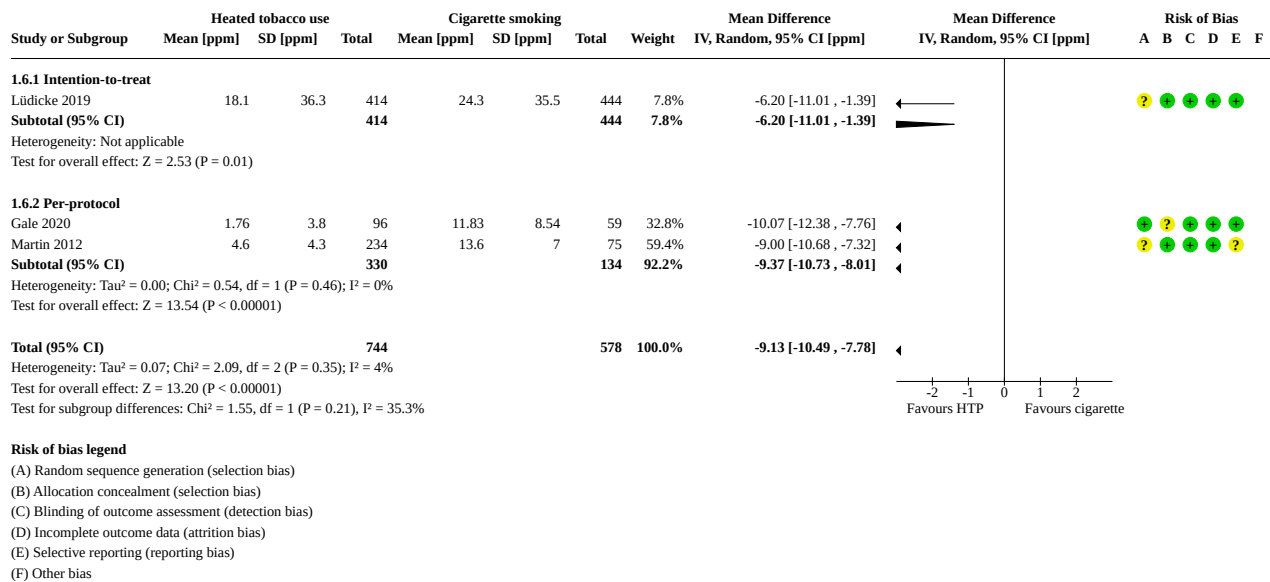 Heated tobacco use Cigarette smoking Mean Difference Mean Difference Risk of Bias
Study or Subgroup Mean [ppm] SD [ppm] Total Mean [ppm] SD [ppm] Total Weight IV, Random, 95% CI [ppm] IV, Random, 95% CI [ppm] A B C D E F
1.6.1 Intention-to-treat
Lüdicke 2019 18.1 36.3 414 24.3 35.5 444 7.8% -6.20 [-11.01 , -1.39] ? + + + +
Subtotal (95% CI) 414 444 7.8% -6.20 [-11.01 , -1.39]
Heterogeneity: Not applicable
Test for overall effect: Z = 2.53 (P = 0.01)
1.6.2 Per-protocol
Gale 2020 1.76 3.8 96 11.83 8.54 59 32.8% -10.07 [-12.38 , -7.76] + ? + + +
Martin 2012 4.6 4.3 234 13.6 7 75 59.4% -9.00 [-10.68 , -7.32] ? + + + ?
Subtotal (95% CI) 330 134 92.2% -9.37 [-10.73 , -8.01]
Heterogeneity: Tau² = 0.00; Chi² = 0.54, df = 1 (P = 0.46); I² = 0%
Test for overall effect: Z = 13.54 (P < 0.00001)
Total (95% CI) 744 578 100.0% -9.13 [-10.49 , -7.78]
Heterogeneity: Tau² = 0.07; Chi² = 2.09, df = 2 (P = 0.35); I² = 4%
Test for overall effect: Z = 13.20 (P < 0.00001) -2 -1 0 1 2
Test for subgroup differences: Chi² = 1.55, df = 1 (P = 0.21), I² = 35.3% Favours HTP Favours cigarette
Risk of bias legend
(A) Random sequence generation (selection bias)
(B) Allocation concealment (selection bias)
(C) Blinding of outcome assessment (detection bias)
(D) Incomplete outcome data (attrition bias)
(E) Selective reporting (reporting bias)
(F) Other bias